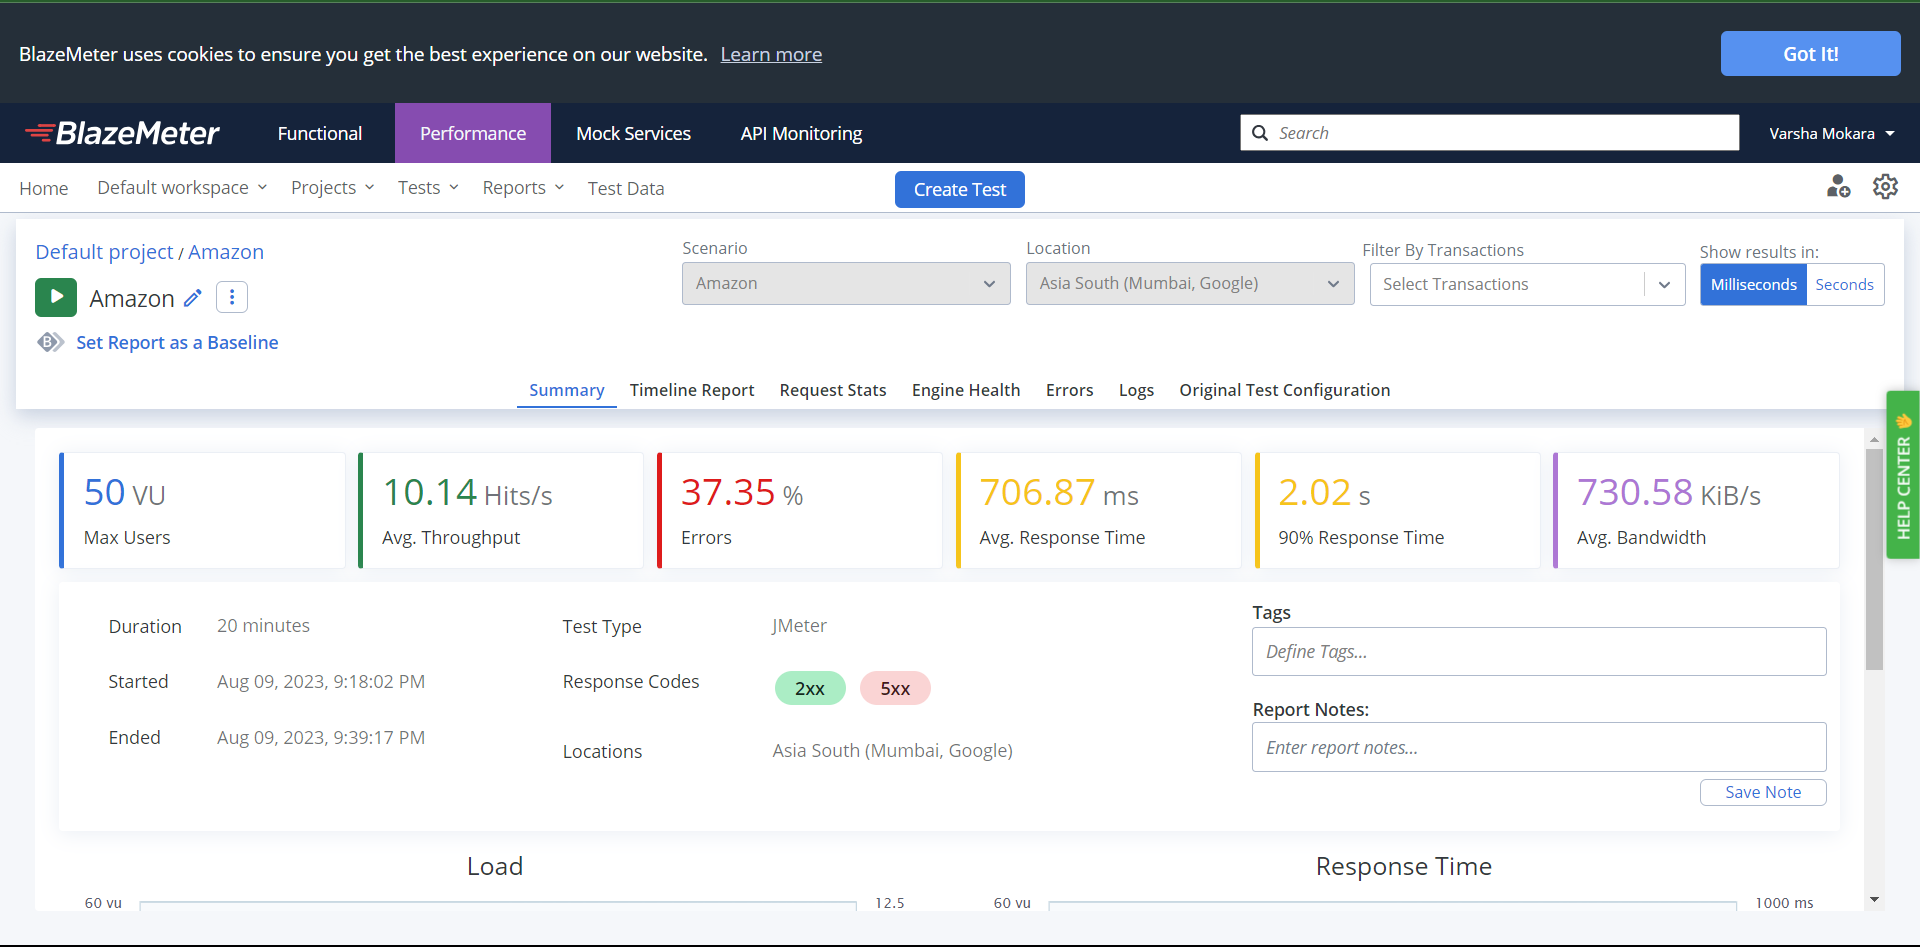 BlazeMeter uses cookies to ensure you get the best experience on our website. Learn more
Got It!
BlazeMeter
Functional
Performance
Mock Services
API Monitoring
Search
Varsha Mokara
Home
Default workspace
Projects
Tests
Reports
Test Data
Create Test
Default project / Amazon
Scenario
Location
Filter By Transactions
Show results in:
Amazon
Asia South (Mumbai, Google)
Select Transactions
Milliseconds
Seconds
Amazon
B
Set Report as a Baseline
Summary
Timeline Report
Request Stats
Engine Health
Errors
Logs
Original Test Configuration
HELP CENTER 👋
50 VU
Max Users
10.14 Hits/s
Avg. Throughput
37.35 %
Errors
706.87 ms
Avg. Response Time
2.02 s
90% Response Time
730.58 KiB/s
Avg. Bandwidth
Duration
20 minutes
Started
Aug 09, 2023, 9:18:02 PM
Ended
Aug 09, 2023, 9:39:17 PM
Test Type
JMeter
Response Codes
2xx
5xx
Locations
Asia South (Mumbai, Google)
Tags
Define Tags...
Report Notes:
Enter report notes...
Save Note
Load
60 vu
12.5
Response Time
60 vu
1000 ms